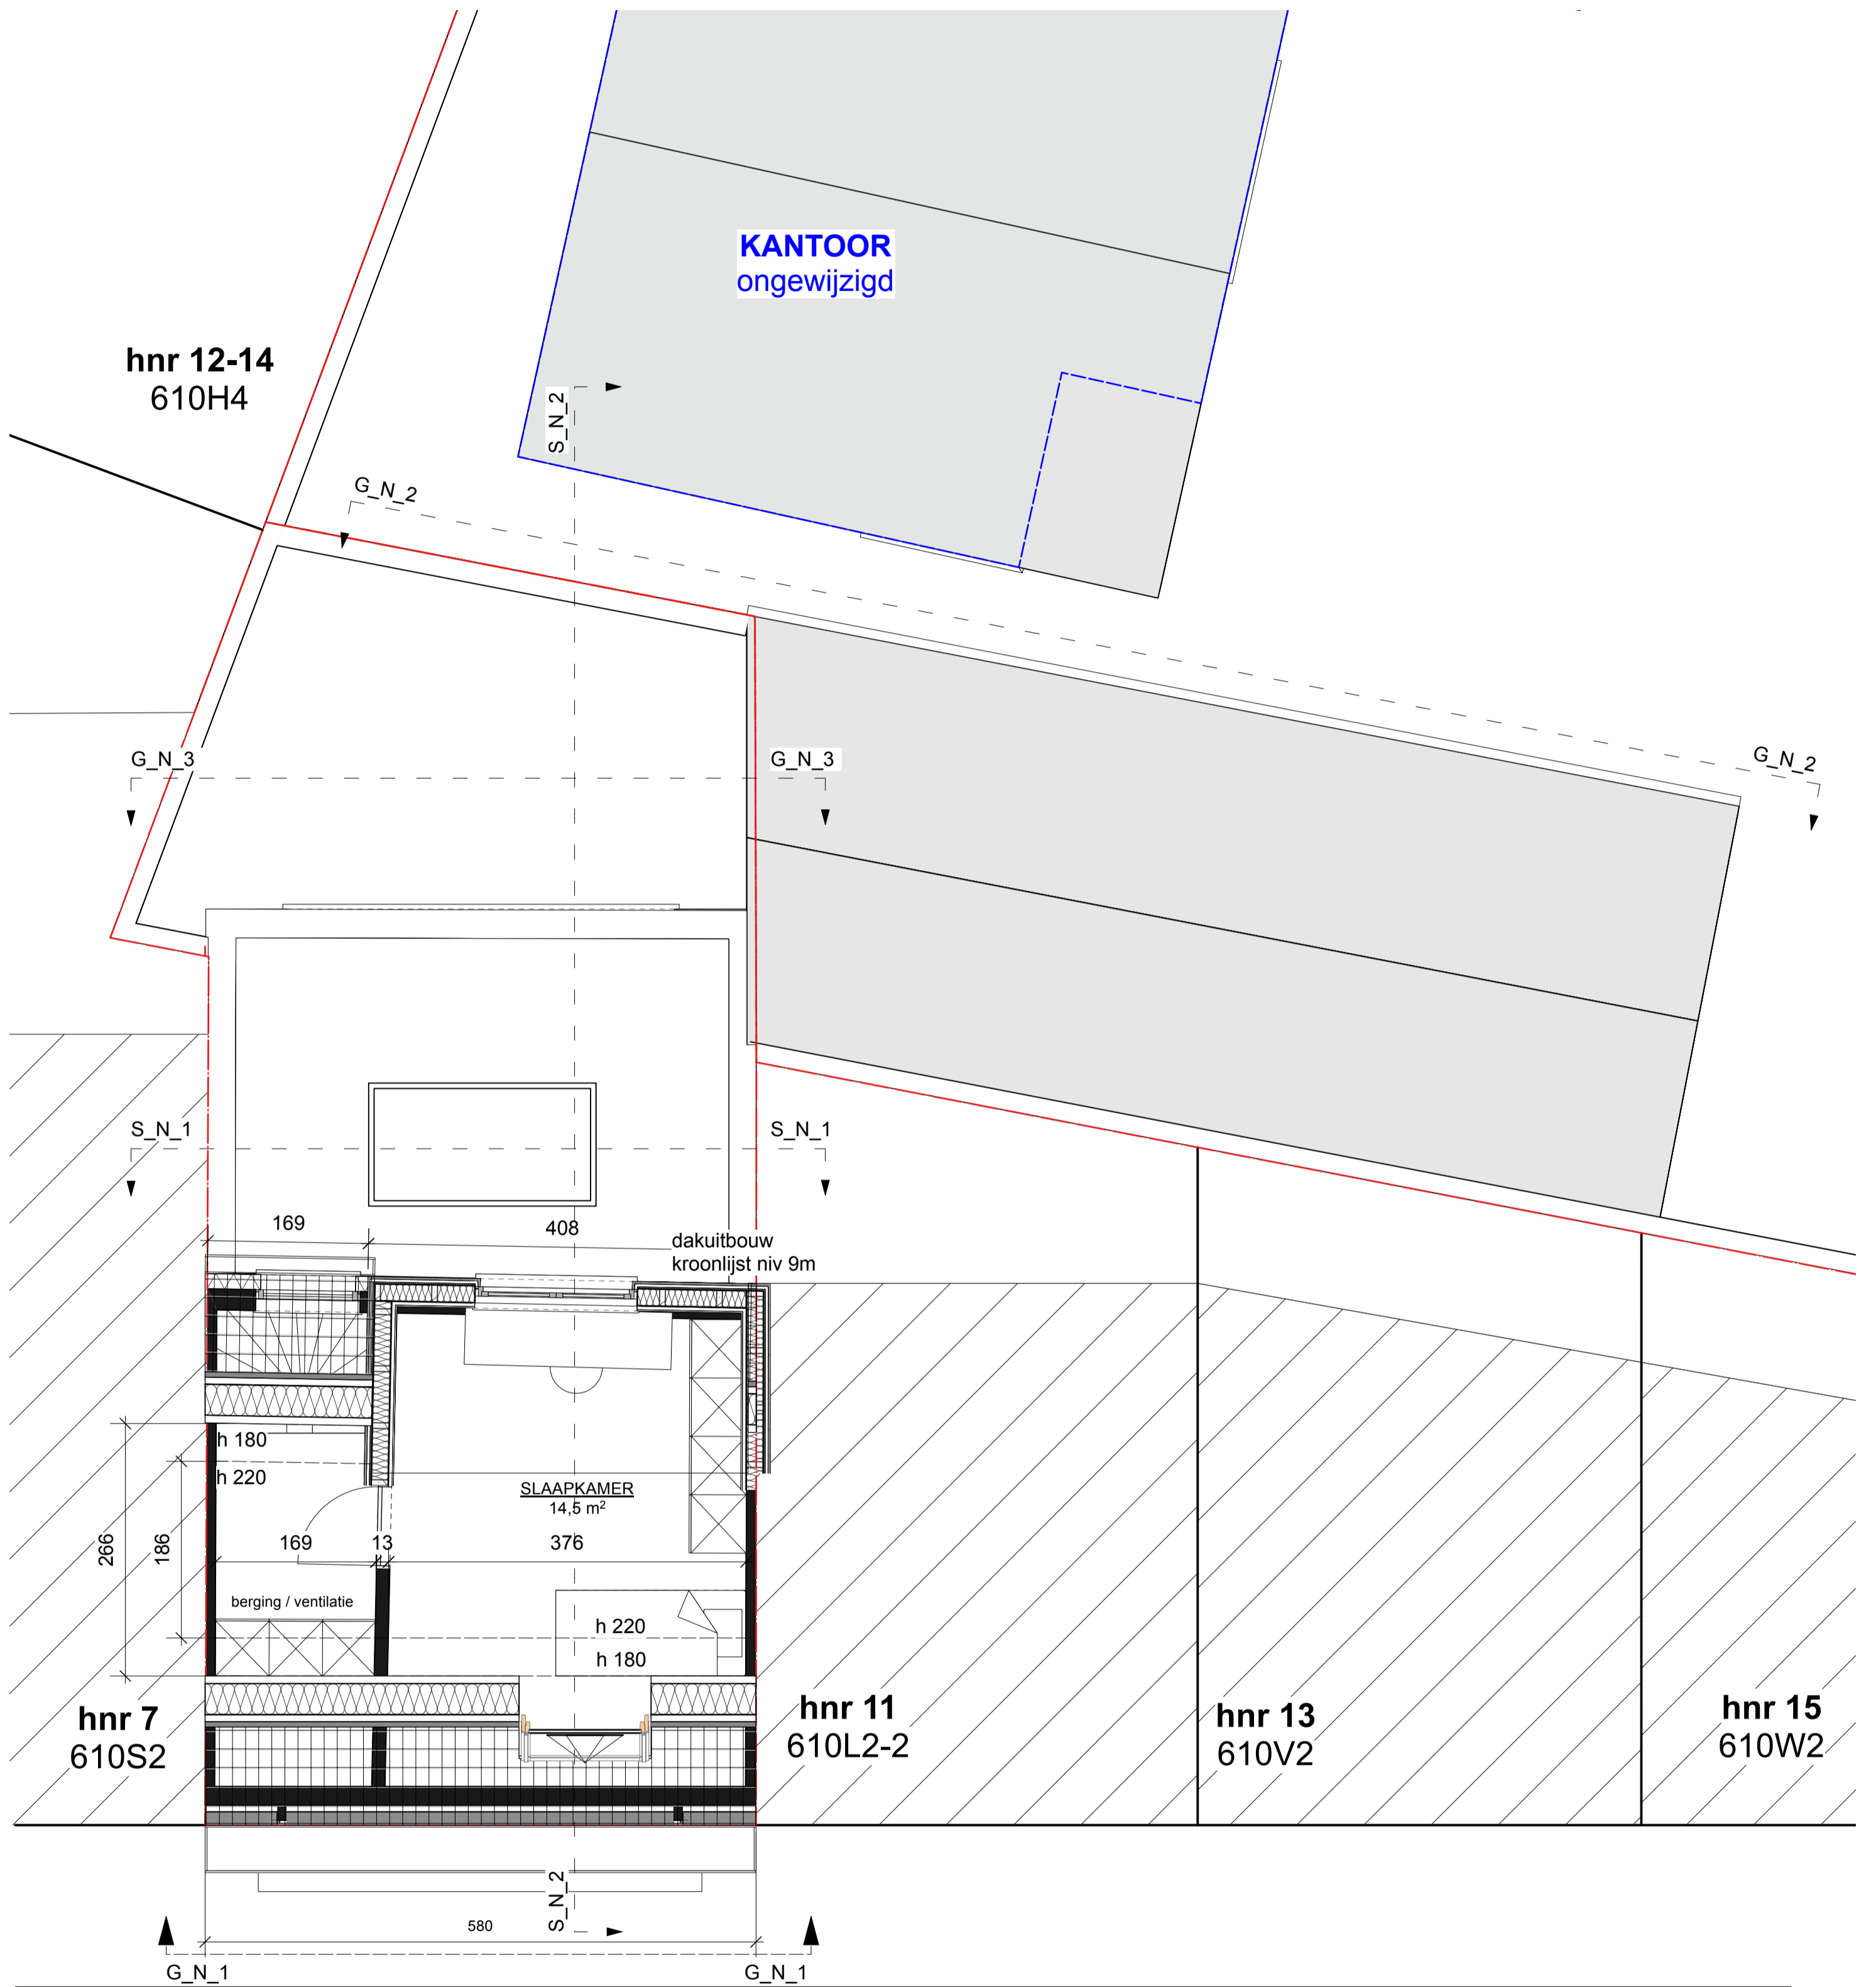 KANTOOR
ongewijzigd
hnr 12-14
610H4
S_N_2
G_N_2
G_N_3
G_N_3
G_N_2
S_N_1
S_N_1
169
408
dakuitbouw
kroonlijst niv 9m
h 180
h 220
SLAAPKAMER
14,5 m²
266
186
169
13
376
berging / ventilatie
h 220
h 180
hnr 7
610S2
hnr 11
610L2-2
hnr 13
610V2
hnr 15
610W2
S_N_2
580
G_N_1
G_N_1